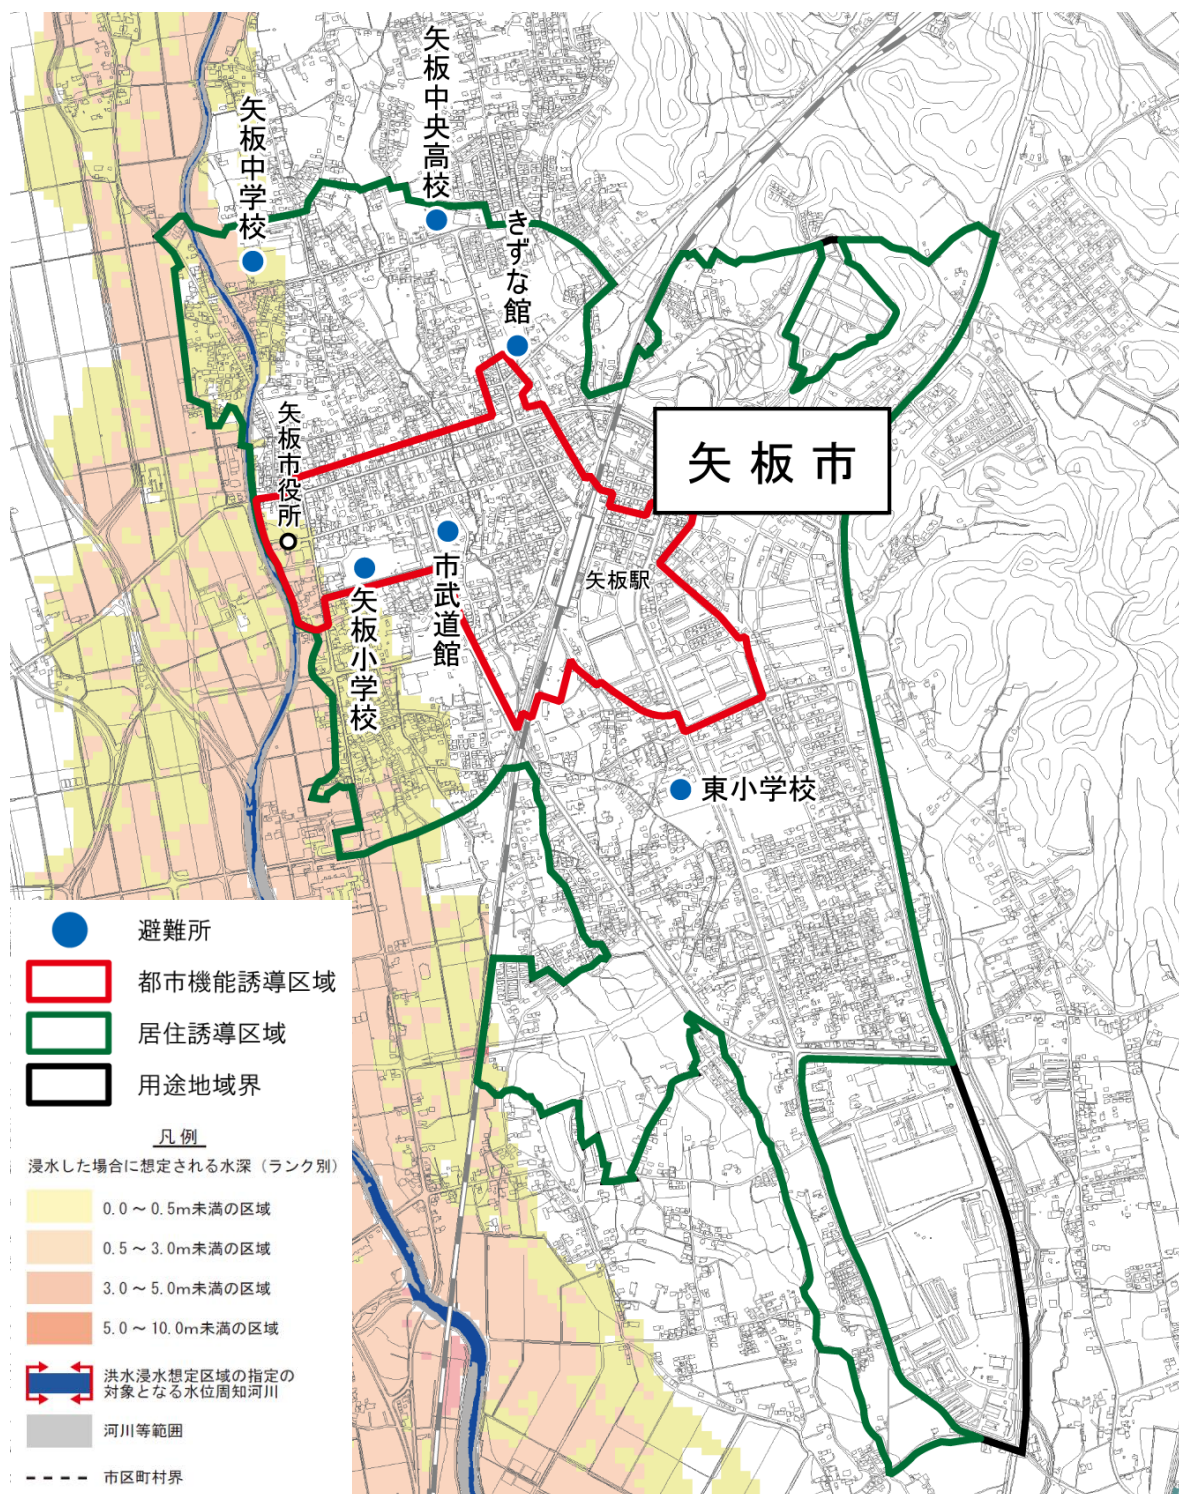 矢板中央高校
矢板中学校
きずな館
矢板市役所
矢板市
市武道館
矢板駅
矢板小学校
東小学校
避難所
都市機能誘導区域
居住誘導区域
用途地域界
凡例
浸水した場合に想定される水深（ランク別）
0.0～0.5m未満の区域
0.5～3.0m未満の区域
3.0～5.0m未満の区域
5.0～10.0m未満の区域
洪水浸水想定区域の指定の
対象となる水位周知河川
河川等範囲
市区町村界